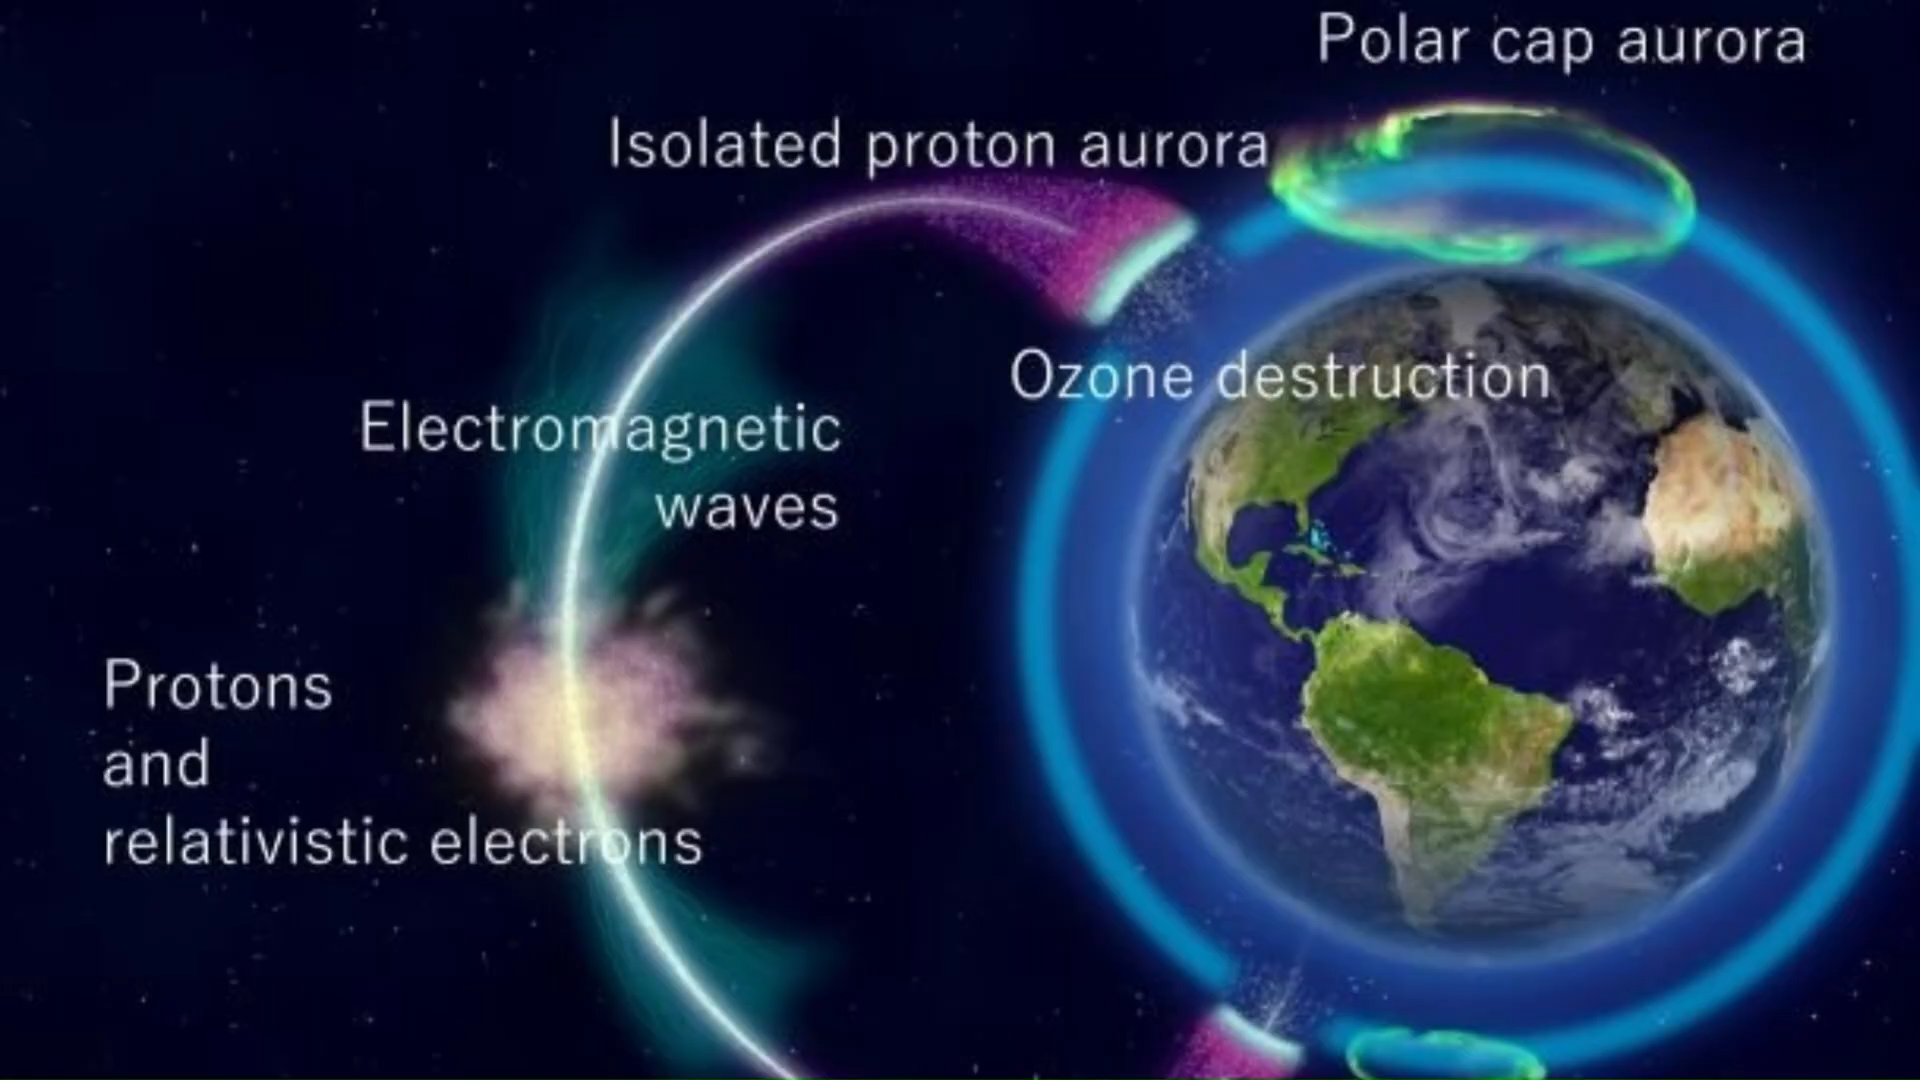 Polar cap aurora
Isolated proton aurora
Ozone destruction
Electromagnetic
waves
Protons
and
relativistic electrons